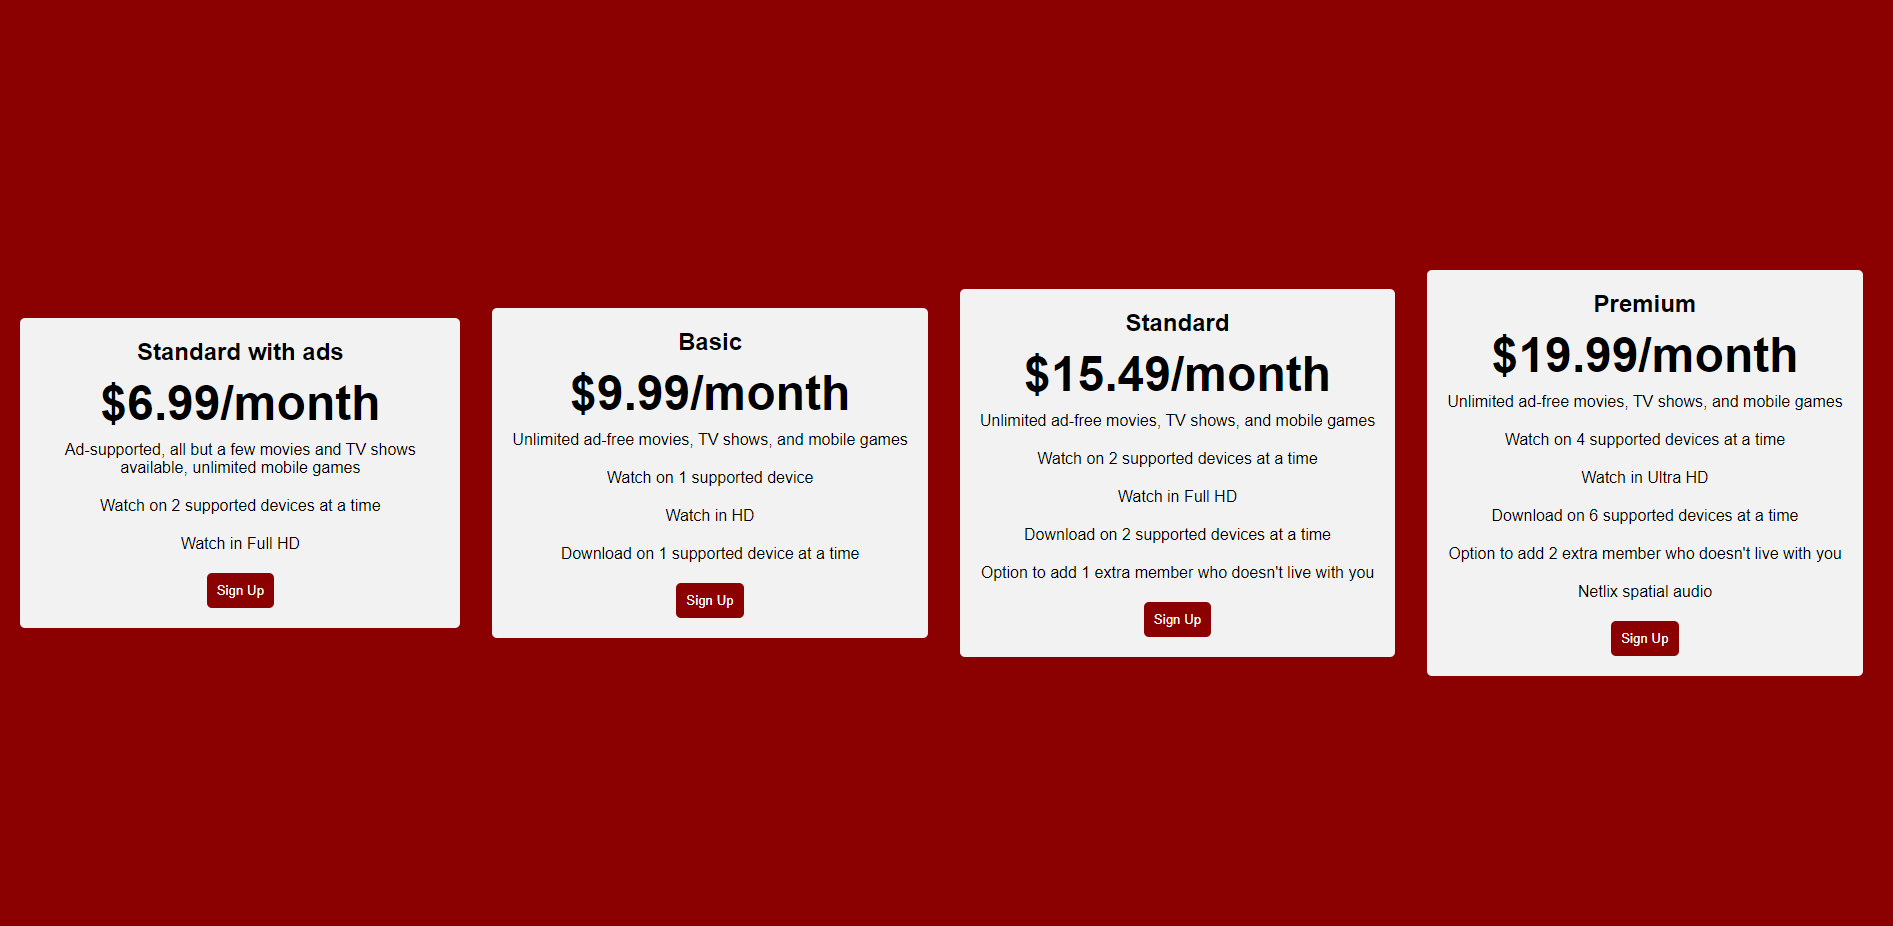 Standard with ads
$6.99/month
Ad-supported, all but a few movies and TV shows
available, unlimited mobile games
Watch on 2 supported devices at a time
Watch in Full HD
Sign Up
Basic
$9.99/month
Unlimited ad-free movies, TV shows, and mobile games
Watch on 1 supported device
Watch in HD
Download on 1 supported device at a time
Sign Up
Standard
$15.49/month
Unlimited ad-free movies, TV shows, and mobile games
Watch on 2 supported devices at a time
Watch in Full HD
Download on 2 supported devices at a time
Option to add 1 extra member who doesn't live with you
Sign Up
Premium
$19.99/month
Unlimited ad-free movies, TV shows, and mobile games
Watch on 4 supported devices at a time
Watch in Ultra HD
Download on 6 supported devices at a time
Option to add 2 extra member who doesn't live with you
Netlix spatial audio
Sign Up